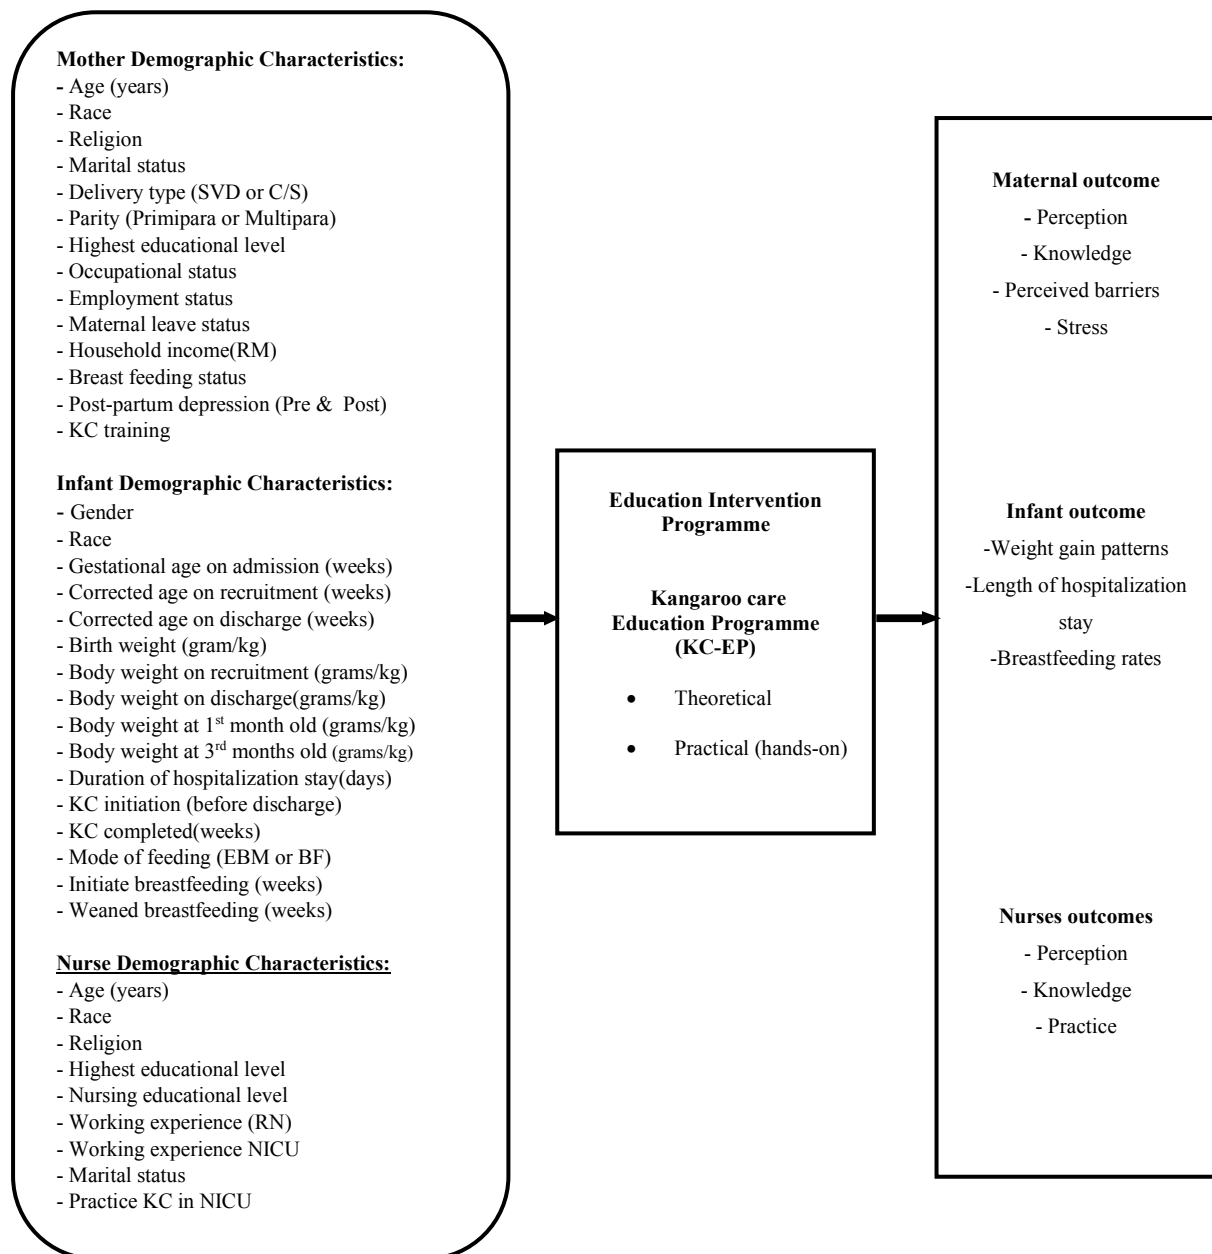 Mother Demographic Characteristics:
- Age (years)
- Race
- Religion
- Marital status
- Delivery type (SVD or C/S)
- Parity (Primipara or Multipara)
- Highest educational level
- Occupational status
- Employment status
- Maternal leave status
- Household income(RM)
- Breast feeding status
- Post-partum depression (Pre & Post)
- KC training
Infant Demographic Characteristics:
- Gender
- Race
- Gestational age on admission (weeks)
- Corrected age on recruitment (weeks)
- Corrected age on discharge (weeks)
- Birth weight (gram/kg)
- Body weight on recruitment (grams/kg)
- Body weight on discharge(grams/kg)
- Body weight at 1st month old (grams/kg)
- Body weight at 3rd months old (grams/kg)
- Duration of hospitalization stay(days)
- KC initiation (before discharge)
- KC completed(weeks)
- Mode of feeding (EBM or BF)
- Initiate breastfeeding (weeks)
- Weaned breastfeeding (weeks)
Nurse Demographic Characteristics:
- Age (years)
- Race
- Religion
- Highest educational level
- Nursing educational level
- Working experience (RN)
- Working experience NICU
- Marital status
- Practice KC in NICU
Education Intervention
Programme
Kangaroo care
Education Programme
(KC-EP)
• Theoretical
• Practical (hands-on)
Maternal outcome
- Perception
- Knowledge
- Perceived barriers
- Stress
Infant outcome
-Weight gain patterns
-Length of hospitalization
stay
-Breastfeeding rates
Nurses outcomes
- Perception
- Knowledge
- Practice